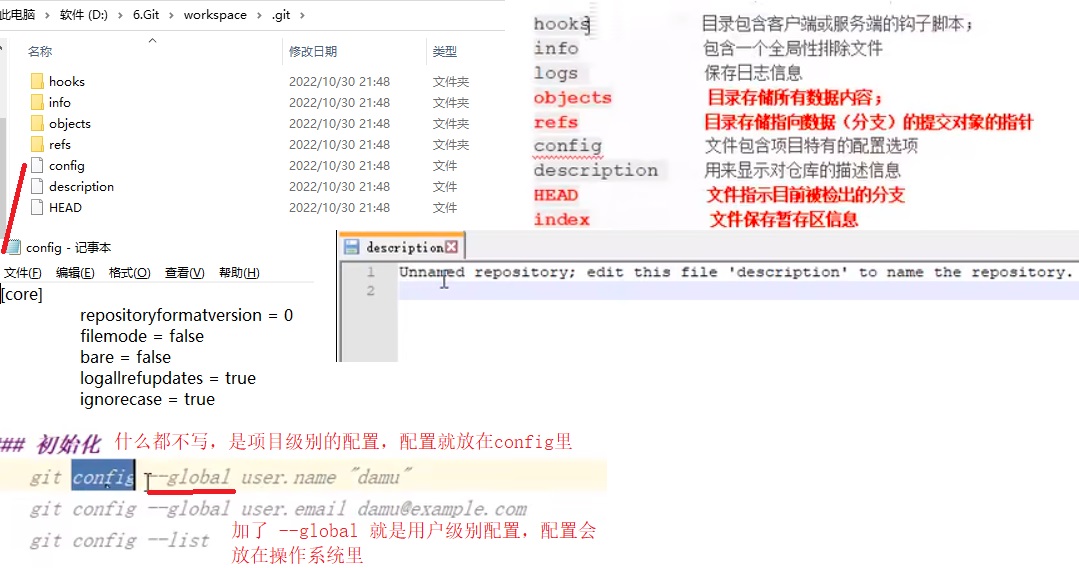 此电脑 › 软件 (D:) › 6.Git › workspace › .git ›
名称 修改日期 类型
hooks 2022/10/30 21:48 文件夹
info 2022/10/30 21:48 文件夹
objects 2022/10/30 21:48 文件夹
refs 2022/10/30 21:48 文件夹
config 2022/10/30 21:48 文件
description 2022/10/30 21:48 文件
HEAD 2022/10/30 21:48 文件
hooks 目录包含客户端或服务端的钩子脚本；
info 包含一个全局性排除文件
logs 保存日志信息
objects 目录存储所有数据内容；
refs 目录存储指向数据（分支）的提交对象的指针
config 文件包含项目特有的配置选项
description 用来显示对仓库的描述信息
HEAD 文件指示目前被检出的分支
index 文件保存暂存区信息
config - 记事本
文件(F) 编辑(E) 格式(O) 查看(V) 帮助(H)
[core]
repositoryformatversion = 0
filemode = false
bare = false
logallrefupdates = true
ignorecase = true
description
1 Unnamed repository; edit this file 'description' to name the repository.
2
### 初始化 什么都不写，是项目级别的配置，配置就放在config里
git config --global user.name "damu"
git config --global user.email damu@example.com
git config --list
加了 --global 就是用户级别配置，配置会
放在操作系统里